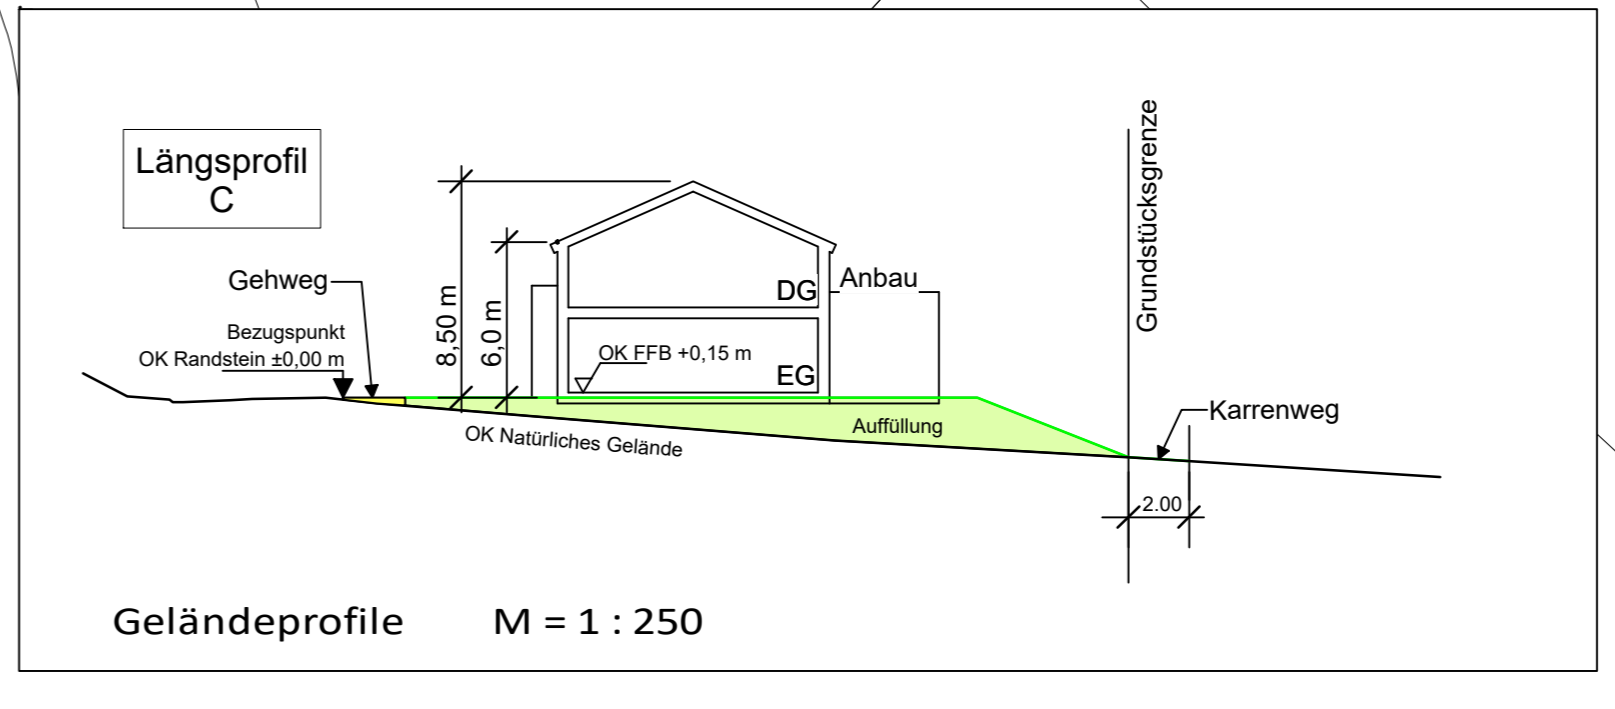 Längsprofil
C
Grundstücksgrenze
Gehweg
Bezugspunkt
OK Randstein ±0,00 m
8,50 m
6,0 m
DG
Anbau
OK FFB +0,15 m
EG
Karrenweg
Auffüllung
OK Natürliches Gelände
2.00
Geländeprofile M = 1 : 250